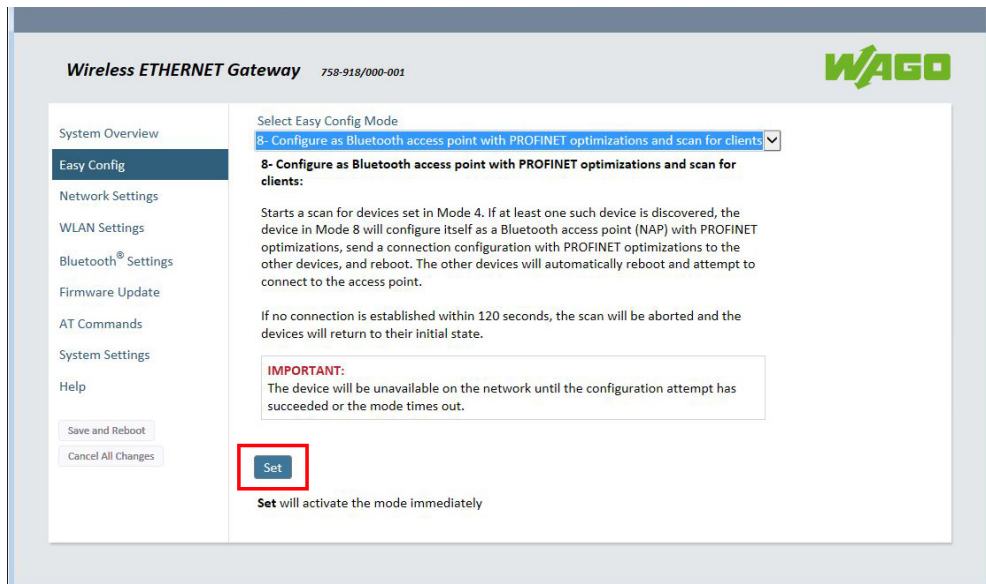 Wireless ETHERNET Gateway 758-918/000-001
WAGO
System Overview
Easy Config
Network Settings
WLAN Settings
Bluetooth® Settings
Firmware Update
AT Commands
System Settings
Help
Save and Reboot
Cancel All Changes
Select Easy Config Mode
8- Configure as Bluetooth access point with PROFINET optimizations and scan for clients
8- Configure as Bluetooth access point with PROFINET optimizations and scan for
clients:
Starts a scan for devices set in Mode 4. If at least one such device is discovered, the
device in Mode 8 will configure itself as a Bluetooth access point (NAP) with PROFINET
optimizations, send a connection configuration with PROFINET optimizations to the
other devices, and reboot. The other devices will automatically reboot and attempt to
connect to the access point.
If no connection is established within 120 seconds, the scan will be aborted and the
devices will return to their initial state.
IMPORTANT:
The device will be unavailable on the network until the configuration attempt has
succeeded or the mode times out.
Set
Set will activate the mode immediately